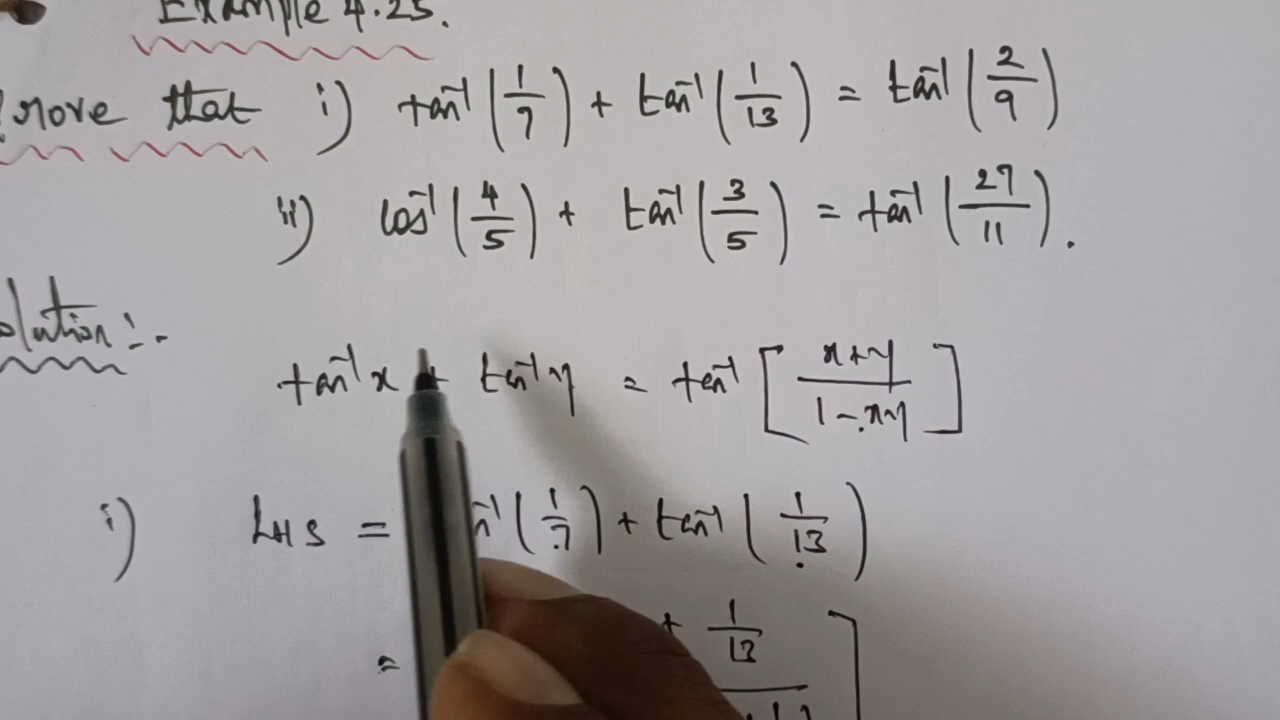 Example 4.25.
Prove that i) tan⁻¹(1/7) + tan⁻¹(1/13) = tan⁻¹(2/9)
ii) cos⁻¹(4/5) + tan⁻¹(3/5) = tan⁻¹(27/11).
olution:-
tan⁻¹x + tan⁻¹y = tan⁻¹[x+y/1-xy]
i) LHS = n⁻¹(1/7) + tan⁻¹(1/13)
= + 1/13]